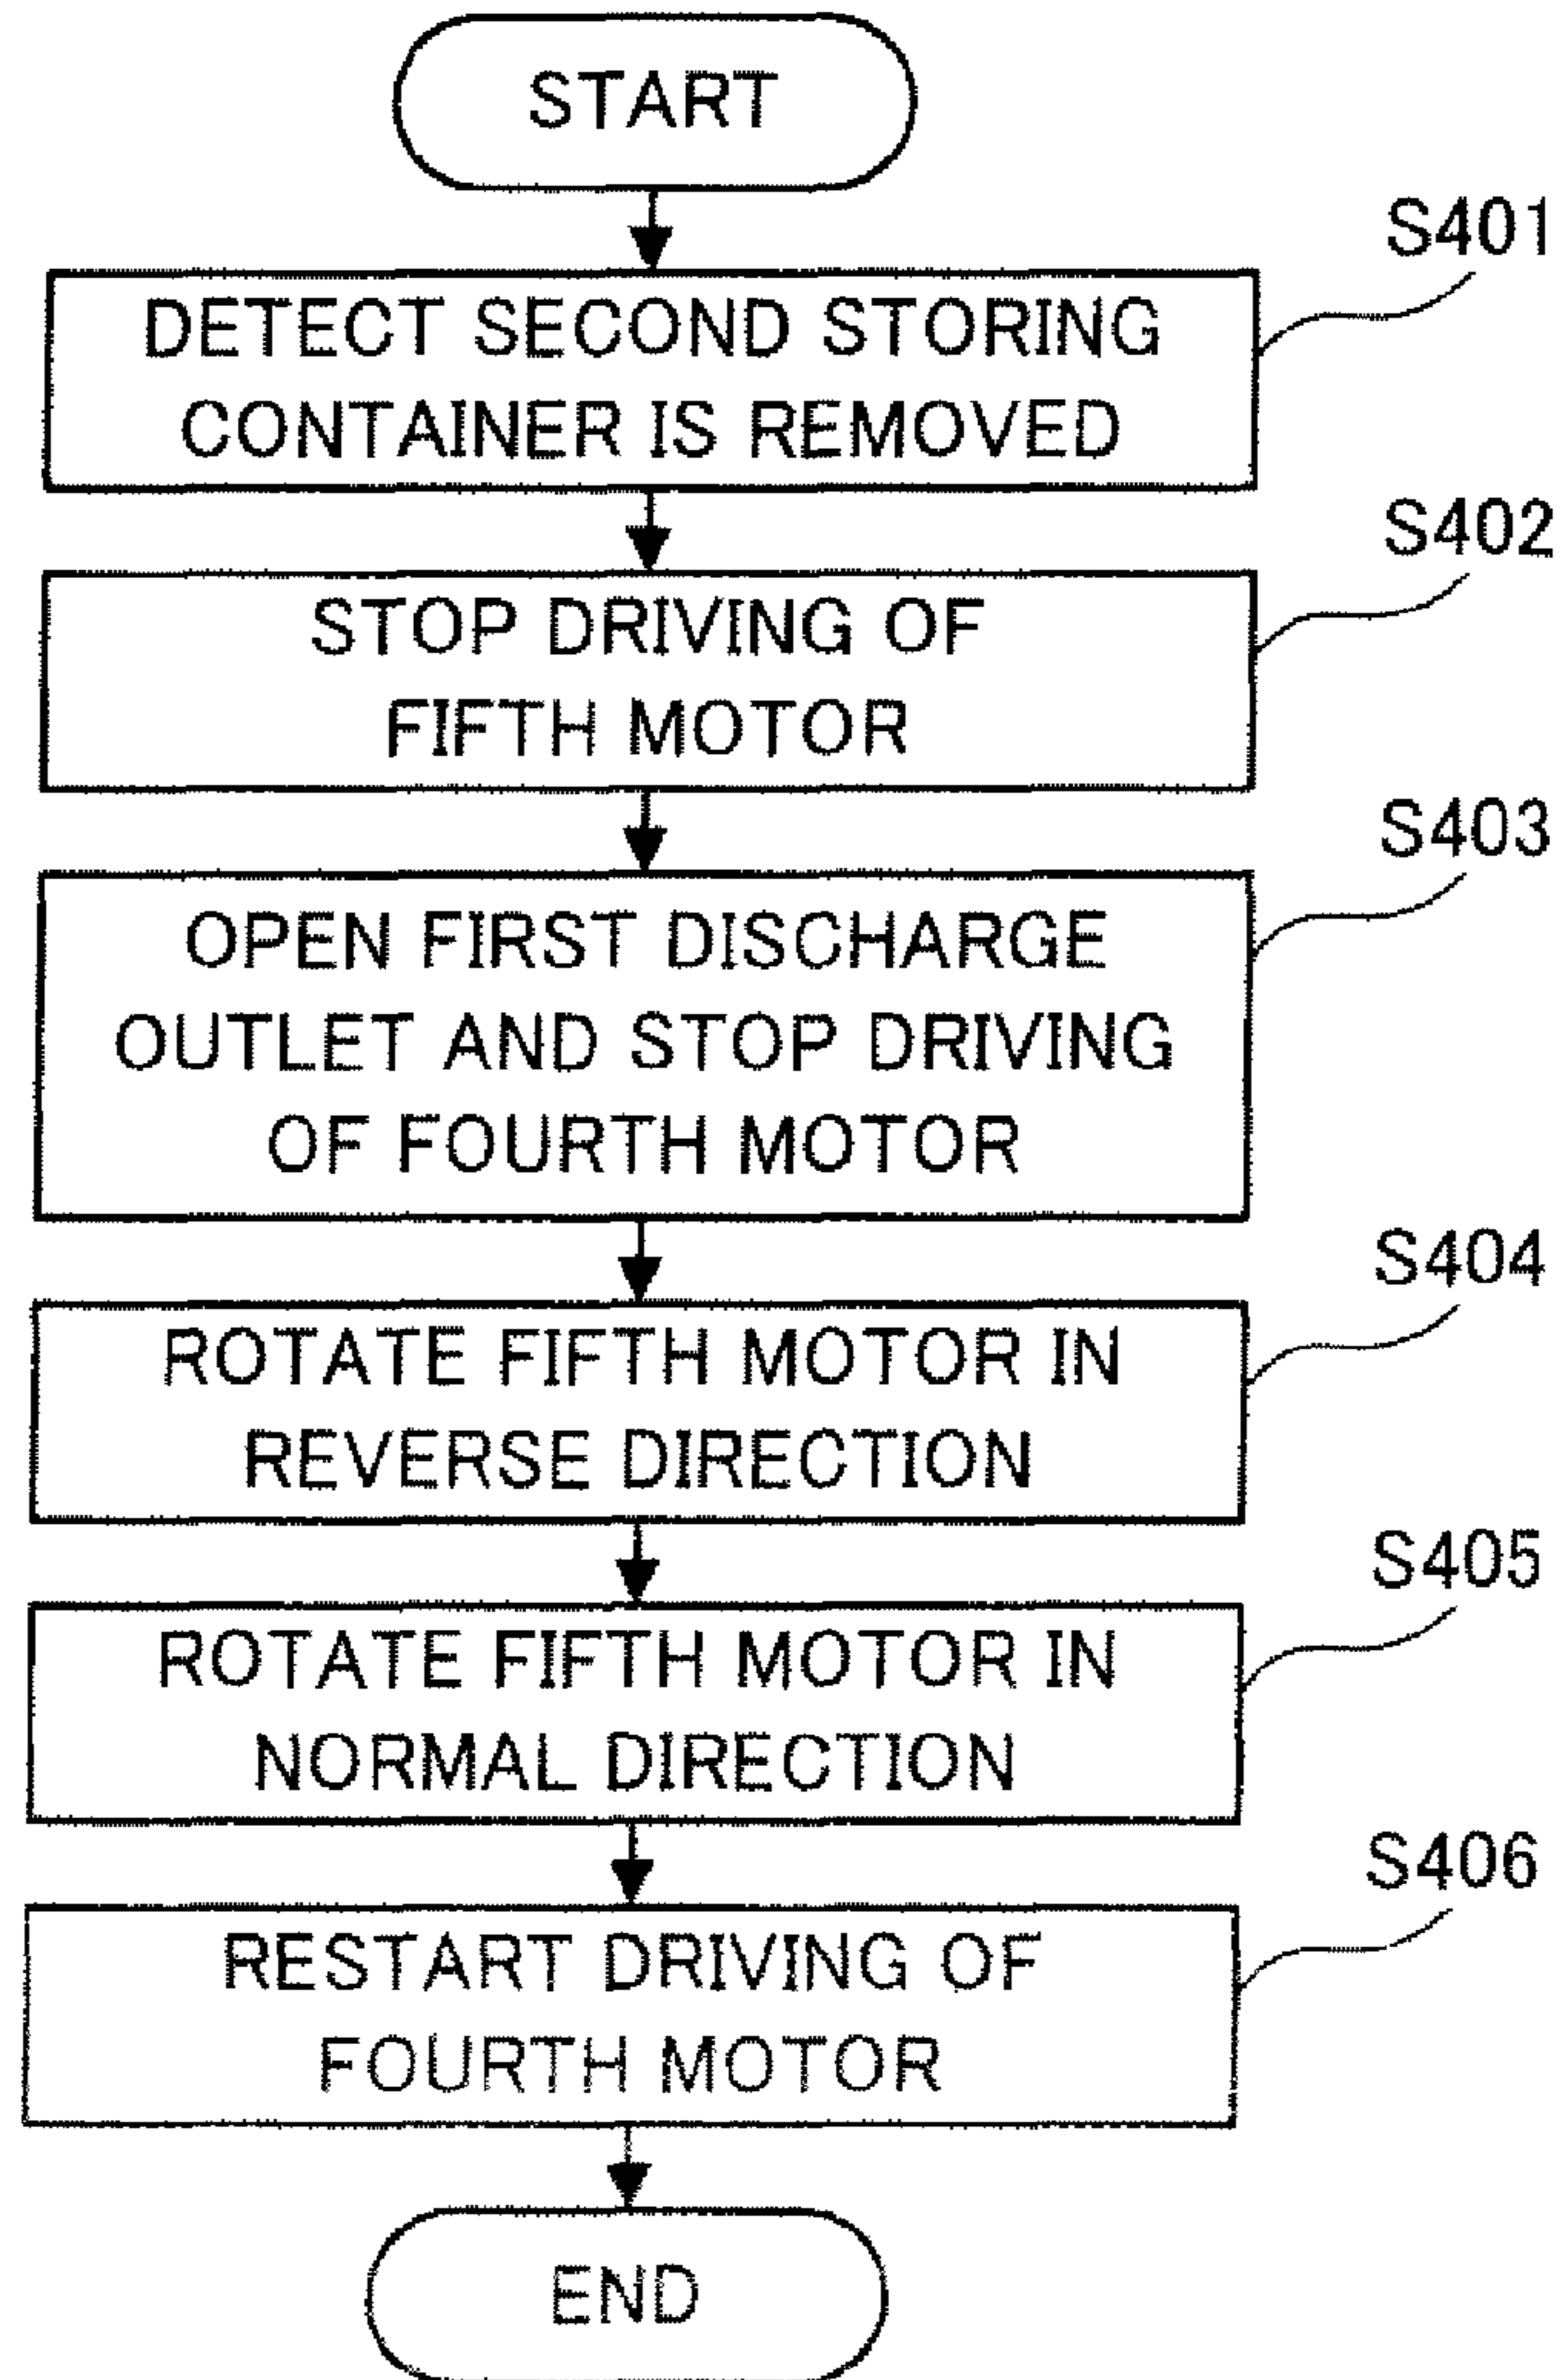 START
S401
DETECT SECOND STORING
CONTAINER IS REMOVED
S402
STOP DRIVING OF
FIFTH MOTOR
S403
OPEN FIRST DISCHARGE
OUTLET AND STOP DRIVING
OF FOURTH MOTOR
S404
ROTATE FIFTH MOTOR IN
REVERSE DIRECTION
S405
ROTATE FIFTH MOTOR IN
NORMAL DIRECTION
S406
RESTART DRIVING OF
FOURTH MOTOR
END